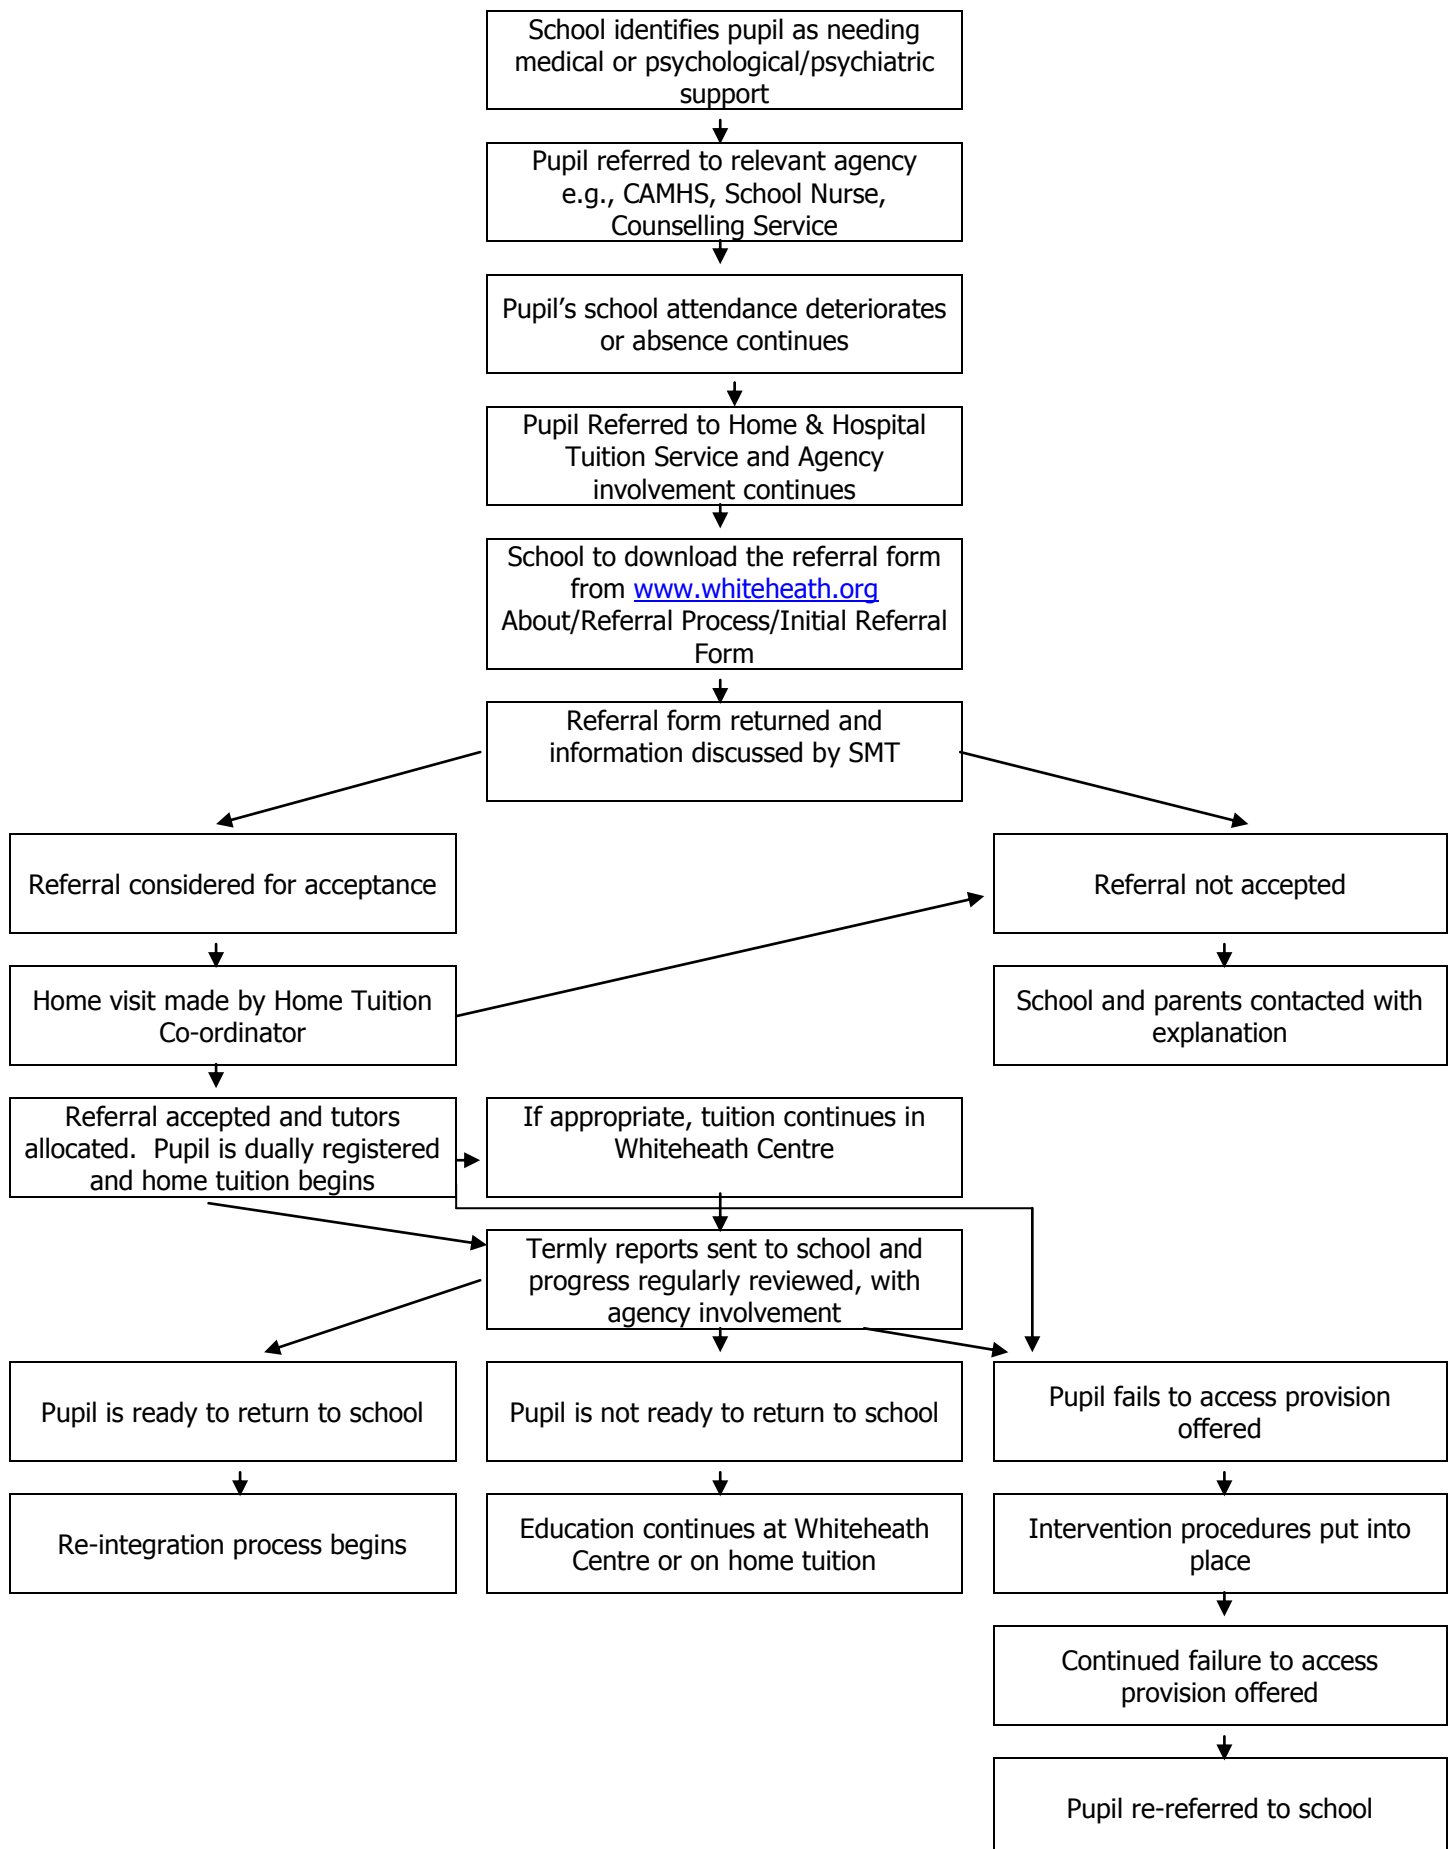 School identifies pupil as needing
medical or psychological/psychiatric
support
Pupil referred to relevant agency
e.g., CAMHS, School Nurse,
Counselling Service
Pupil's school attendance deteriorates
or absence continues
Pupil Referred to Home & Hospital
Tuition Service and Agency
involvement continues
School to download the referral form
from www.whiteheath.org
About/Referral Process/Initial Referral
Form
Referral form returned and
information discussed by SMT
Referral considered for acceptance
Referral not accepted
Home visit made by Home Tuition
Co-ordinator
School and parents contacted with
explanation
Referral accepted and tutors
allocated.  Pupil is dually registered
and home tuition begins
If appropriate, tuition continues in
Whiteheath Centre
Termly reports sent to school and
progress regularly reviewed, with
agency involvement
Pupil is ready to return to school
Pupil is not ready to return to school
Pupil fails to access provision
offered
Re-integration process begins
Education continues at Whiteheath
Centre or on home tuition
Intervention procedures put into
place
Continued failure to access
provision offered
Pupil re-referred to school